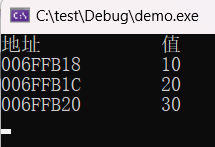 C:\test\Debug\demo.exe
地址 值
006FFB18 10
006FFB1C 20
006FFB20 30